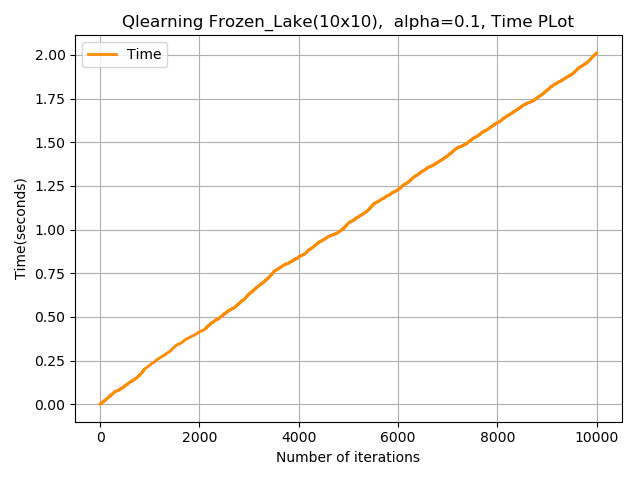 Qlearning Frozen_Lake(10x10),  alpha=0.1, Time PLot
Time
2.00
1.75
1.50
1.25
1.00
0.75
0.50
0.25
0.00
Time(seconds)
0 2000 4000 6000 8000 10000
Number of iterations